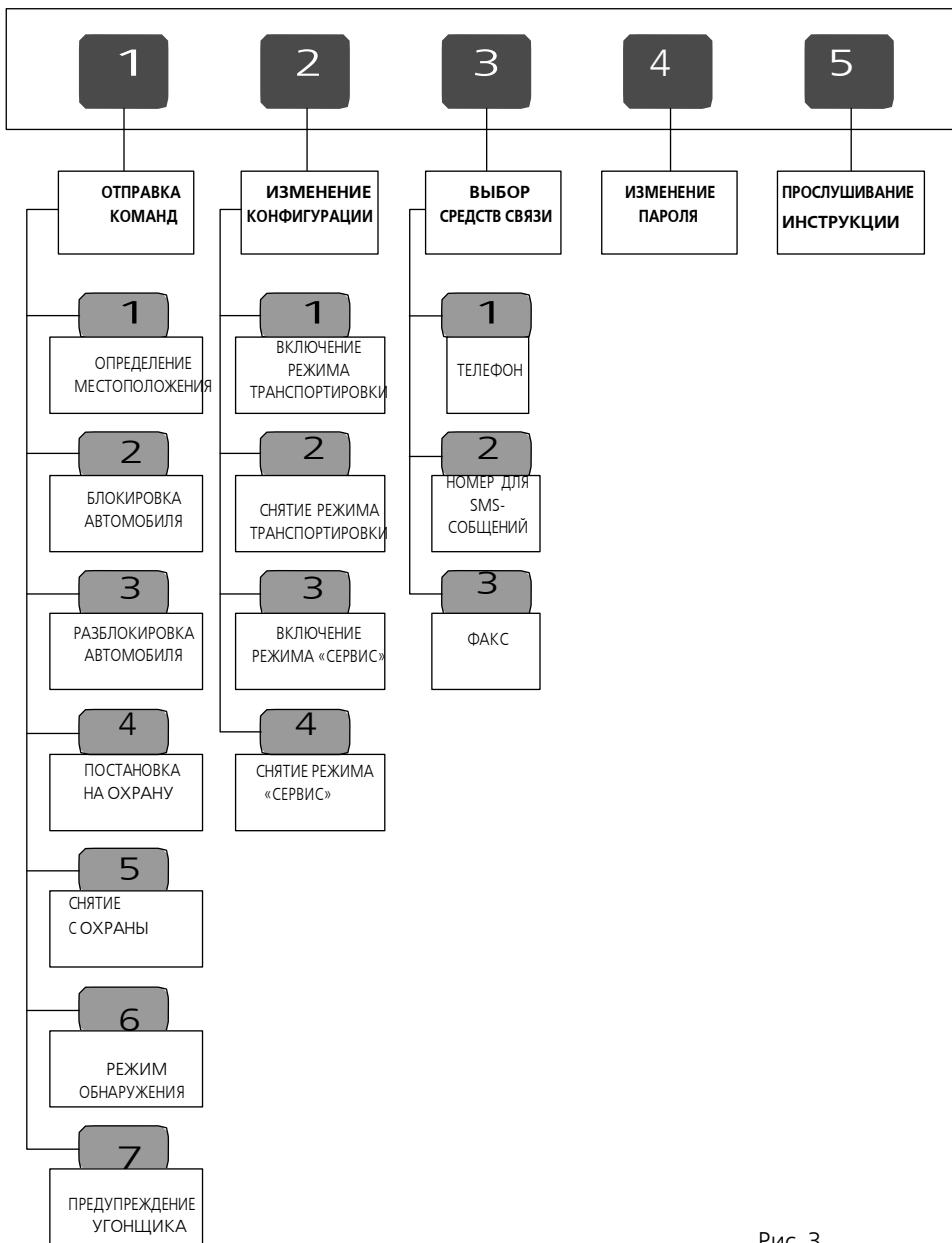 1
2
3
4
5
ОТПРАВКА
КОМАНД
ИЗМЕНЕНИЕ
КОНФИГУРАЦИИ
ВЫБОР
СРЕДСТВ СВЯЗИ
ИЗМЕНЕНИЕ
ПАРОЛЯ
ПРОСЛУШИВАНИЕ
ИНСТРУКЦИИ
1
ОПРЕДЕЛЕНИЕ
МЕСТОПОЛОЖЕНИЯ
2
БЛОКИРОВКА
АВТОМОБИЛЯ
3
РАЗБЛОКИРОВКА
АВТОМОБИЛЯ
4
ПОСТАНОВКА
НА ОХРАНУ
5
СНЯТИЕ
С ОХРАНЫ
6
РЕЖИМ
ОБНАРУЖЕНИЯ
7
ПРЕДУПРЕЖДЕНИЕ
УГОНЩИКА
1
ВКЛЮЧЕНИЕ
РЕЖИМА
ТРАНСПОРТИРОВКИ
2
СНЯТИЕ РЕЖИМА
ТРАНСПОРТИРОВКИ
3
ВКЛЮЧЕНИЕ
РЕЖИМА «СЕРВИС»
4
СНЯТИЕ РЕЖИМА
«СЕРВИС»
1
ТЕЛЕФОН
2
НОМЕР ДЛЯ
SMS-
СОБЩЕНИЙ
3
ФАКС
Рис. 3